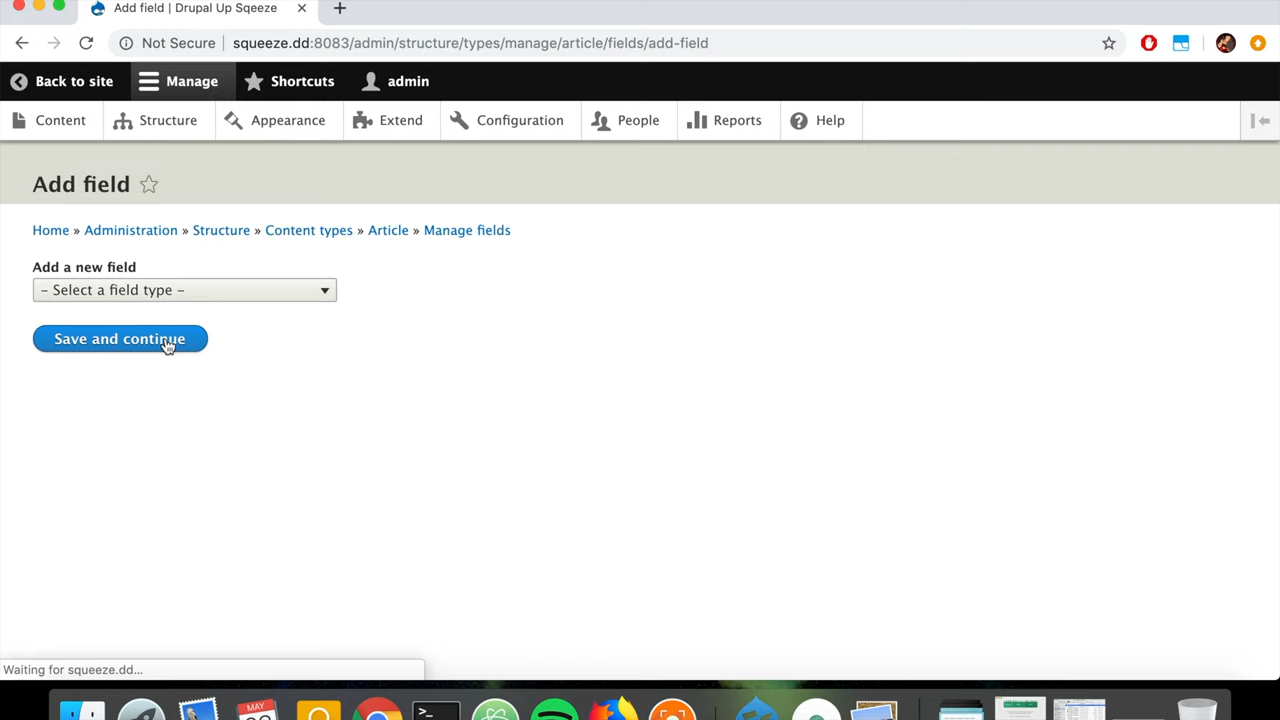 Add field | Drupal Up Sqeeze
Not Secure | squeeze.dd:8083/admin/structure/types/manage/article/fields/add-field
Back to site Manage Shortcuts admin
Content Structure Appearance Extend Configuration People Reports Help
Add field
Home » Administration » Structure » Content types » Article » Manage fields
Add a new field
- Select a field type -
Save and continue
Waiting for squeeze.dd...
MAY